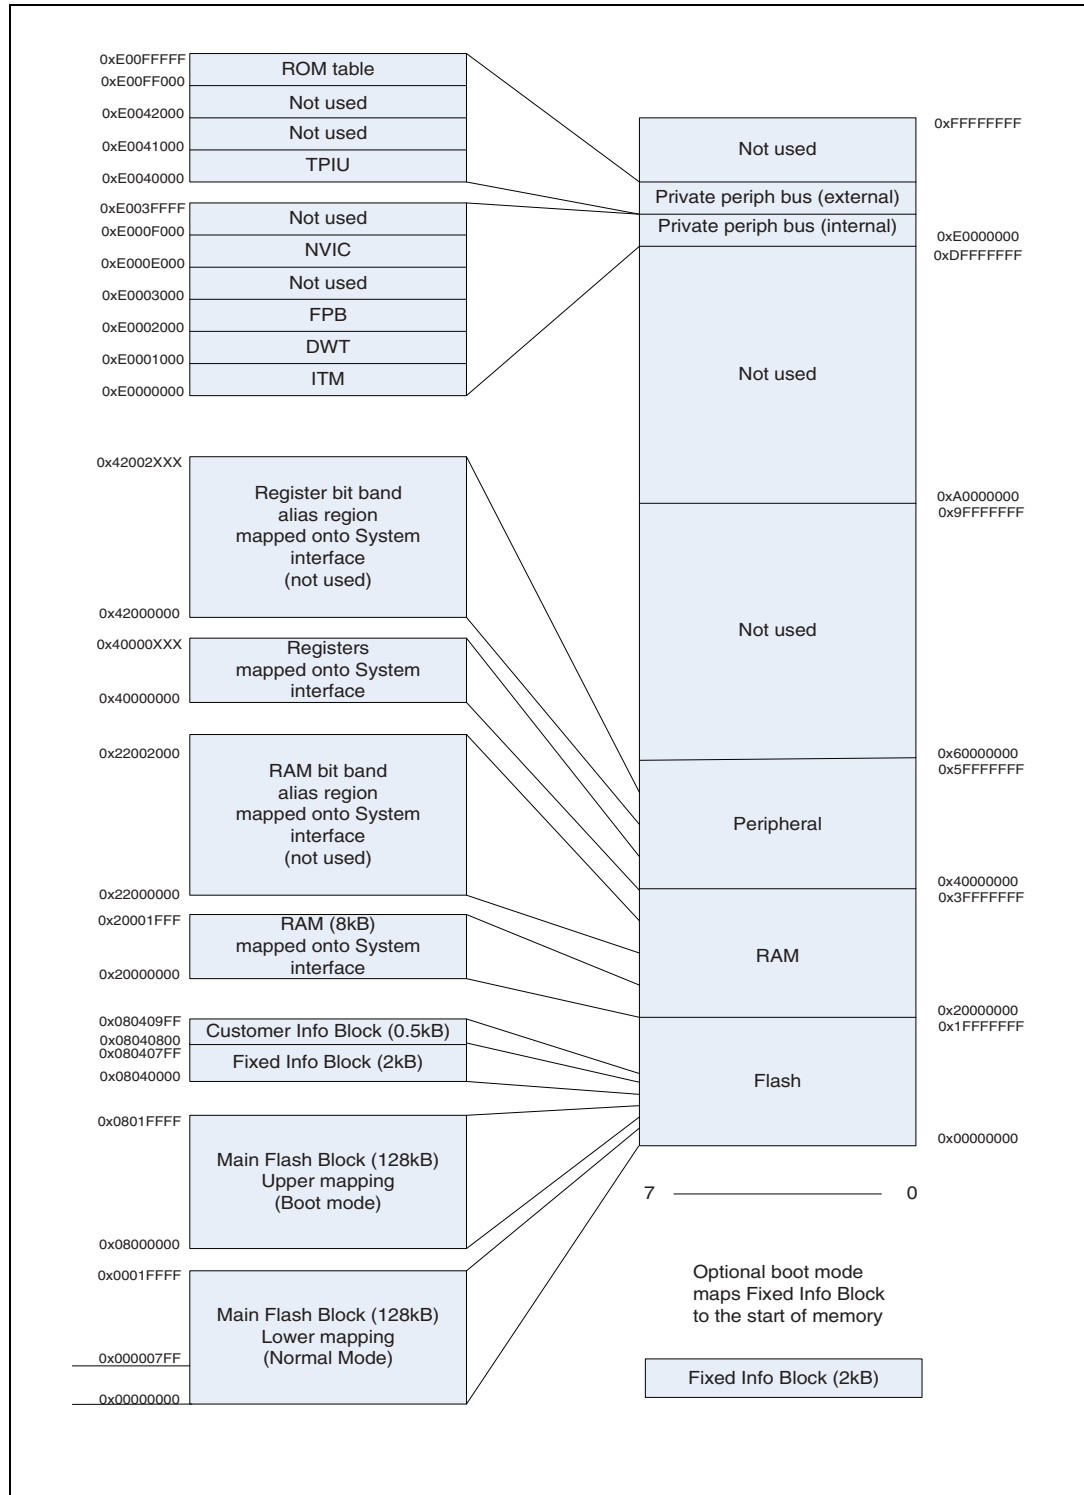 0xE00FFFFF
ROM table
0xE00FF000
Not used
0xE0042000
Not used
0xE0041000
TPIU
0xE0040000
0xE003FFFF
Not used
0xE000F000
NVIC
0xE000E000
Not used
0xE0003000
FPB
0xE0002000
DWT
0xE0001000
ITM
0xE0000000
0x42002XXX
Register bit band
alias region
mapped onto System
interface
(not used)
0x42000000
0x40000XXX
Registers
mapped onto System
interface
0x40000000
0x22002000
RAM bit band
alias region
mapped onto System
interface
(not used)
0x22000000
0x20001FFF
RAM (8kB)
mapped onto System
interface
0x20000000
0x080409FF
Customer Info Block (0.5kB)
0x08040800
0x080407FF
Fixed Info Block (2kB)
0x08040000
0x0801FFFF
Main Flash Block (128kB)
Upper mapping
(Boot mode)
0x08000000
0x0001FFFF
Main Flash Block (128kB)
Lower mapping
(Normal Mode)
0x000007FF
0x00000000
0xFFFFFFFF
Not used
Private periph bus (external)
Private periph bus (internal)
0xE0000000
0xDFFFFFFF
Not used
0xA0000000
0x9FFFFFFF
Not used
0x60000000
0x5FFFFFFF
Peripheral
0x40000000
0x3FFFFFFF
RAM
0x20000000
0x1FFFFFFF
Flash
0x00000000
7 0
Optional boot mode
maps Fixed Info Block
to the start of memory
Fixed Info Block (2kB)